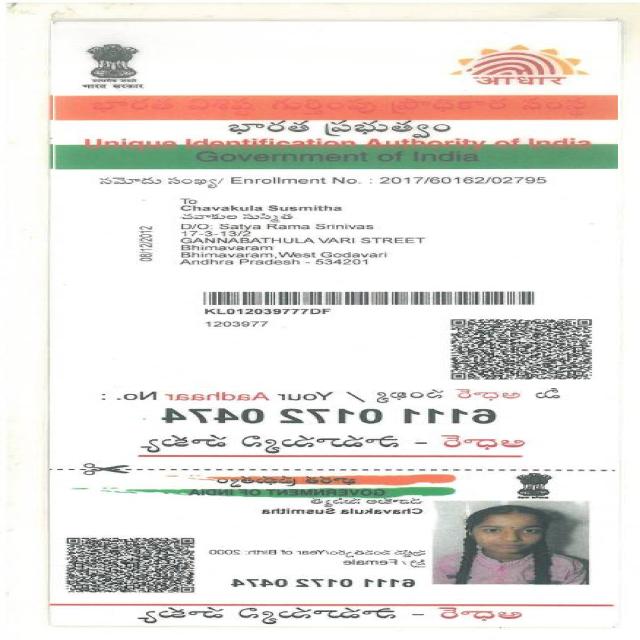 भारत सरकार
आधार
భారత విశిష్ట గుర్తింపు ప్రాధికార సంస్థ
భారత ప్రభుత్వం
Unique Identification Authority of India
Government of India
నమోదు సంఖ్య/ Enrollment No. : 2017/60162/02795
To
Chavakula Susmitha
చవాకుల సుస్మిత
D/O: Satya Rama Srinivas
17-3-13/2
GANNABATHULA VARI STREET
Bhimavaram
Bhimavaram,West Godavari
Andhra Pradesh - 534201
08/12/2012
KL012039777DF
1203977
మీ ఆధార్ సంఖ్య / Your Aadhaar No. :
6111 0172 0474
ఆధార్ - సామాన్యుని హక్కు
భారత ప్రభుత్వం
GOVERNMENT OF INDIA
చవాకుల సుస్మిత
Chavakula Susmitha
పుట్టిన సంవత్సరం/Year of Birth: 2000
స్త్రీ / Female
6111 0172 0474
ఆధార్ - సామాన్యుని హక్కు